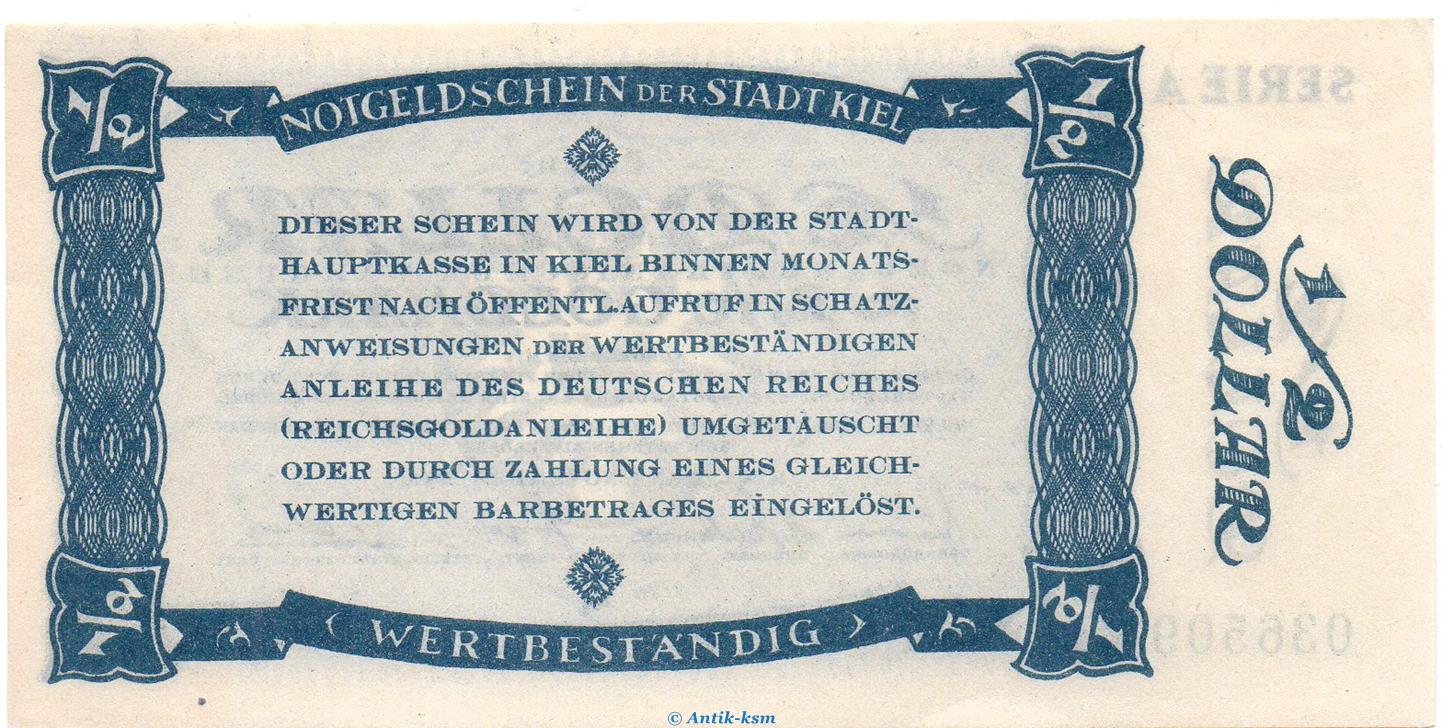 NOTGELDSCHEIN DER STADT KIEL
1/2
1/2
DIESER SCHEIN WIRD VON DER STADT-
HAUPTKASSE IN KIEL BINNEN MONATS-
FRIST NACH ÖFFENTL. AUFRUF IN SCHATZ-
ANWEISUNGEN DER WERTBESTÄNDIGEN
ANLEIHE DES DEUTSCHEN REICHES
(REICHSGOLDANLEIHE) UMGETAUSCHT
ODER DURCH ZAHLUNG EINES GLEICH-
WERTIGEN BARBETRAGES EINGELÖST.
1/2
1/2
WERTBESTÄNDIG
1/2
DOLLAR
SERIE A
036509
© Antik-ksm